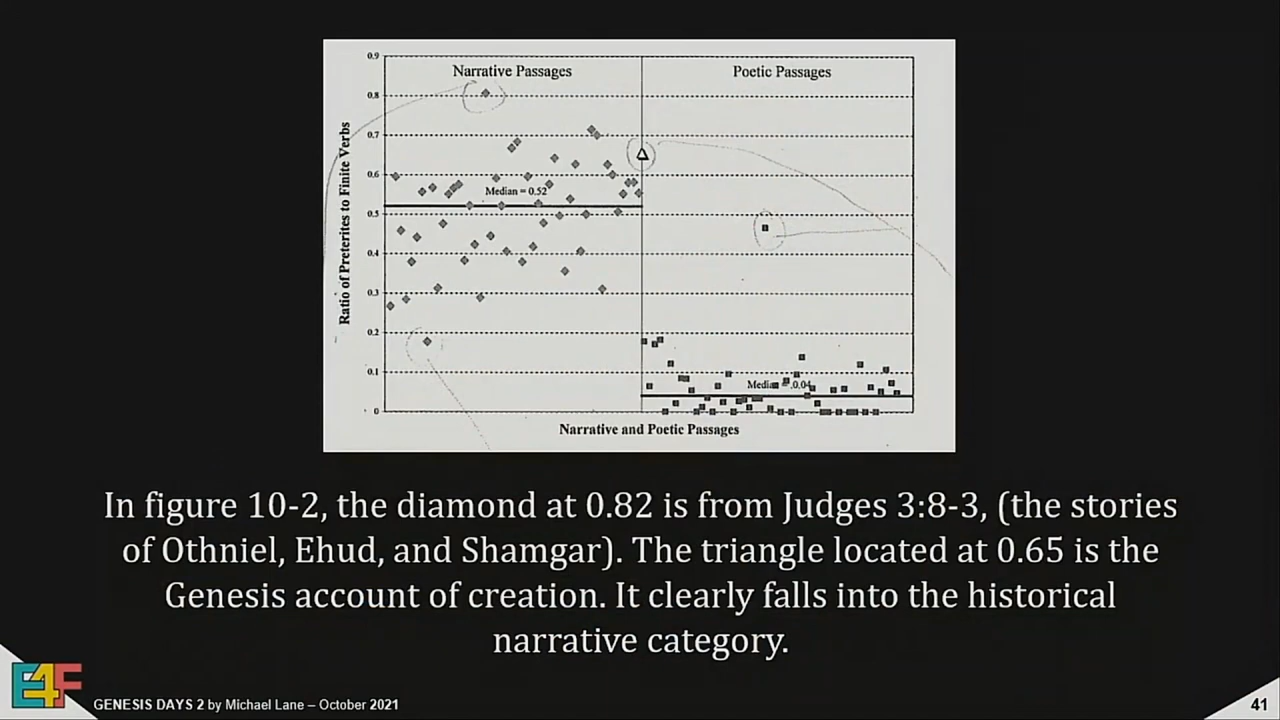 Narrative Passages
Poetic Passages
0.9
0.8
0.7
0.6
0.5
0.4
0.3
0.2
0.1
0
Ratio of Preterites to Finite Verbs
Median = 0.52
Median = .0.04
Narrative and Poetic Passages
In figure 10-2, the diamond at 0.82 is from Judges 3:8-3, (the stories
of Othniel, Ehud, and Shamgar). The triangle located at 0.65 is the
Genesis account of creation. It clearly falls into the historical
narrative category.
E4F
GENESIS DAYS 2 by Michael Lane – October 2021
41